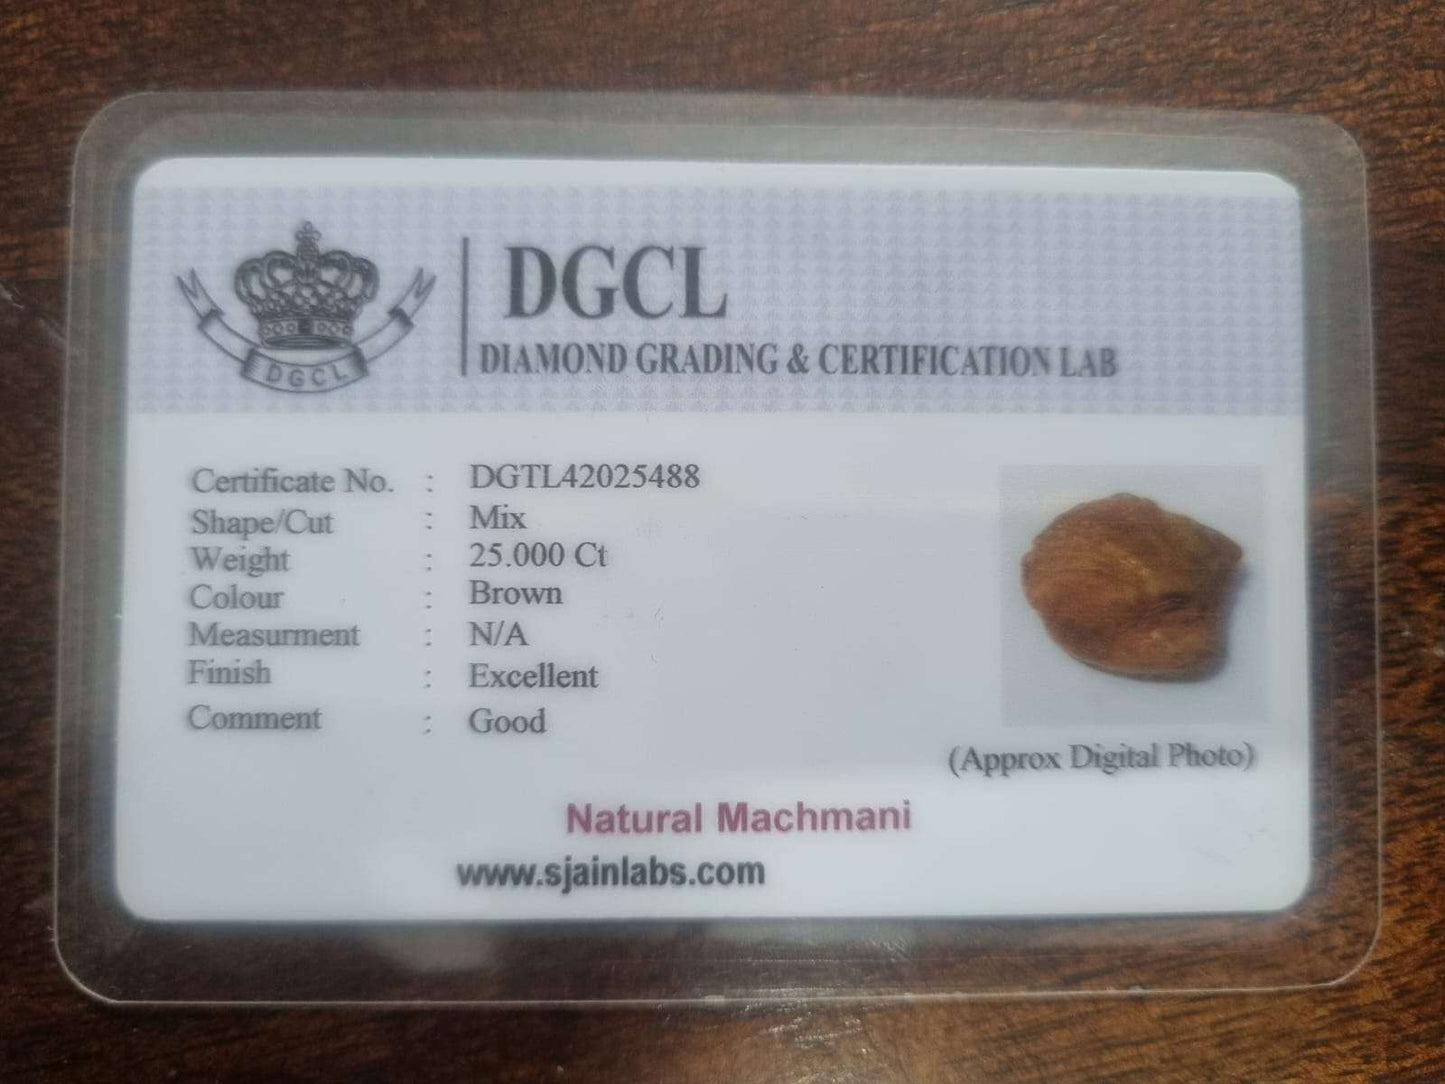 DGCL
DGCL
DIAMOND GRADING & CERTIFICATION LAB
Certificate No. : DGTL42025488
Shape/Cut : Mix
Weight : 25.000 Ct
Colour : Brown
Measurment : N/A
Finish : Excellent
Comment : Good
(Approx Digital Photo)
Natural Machmani
www.sjainlabs.com